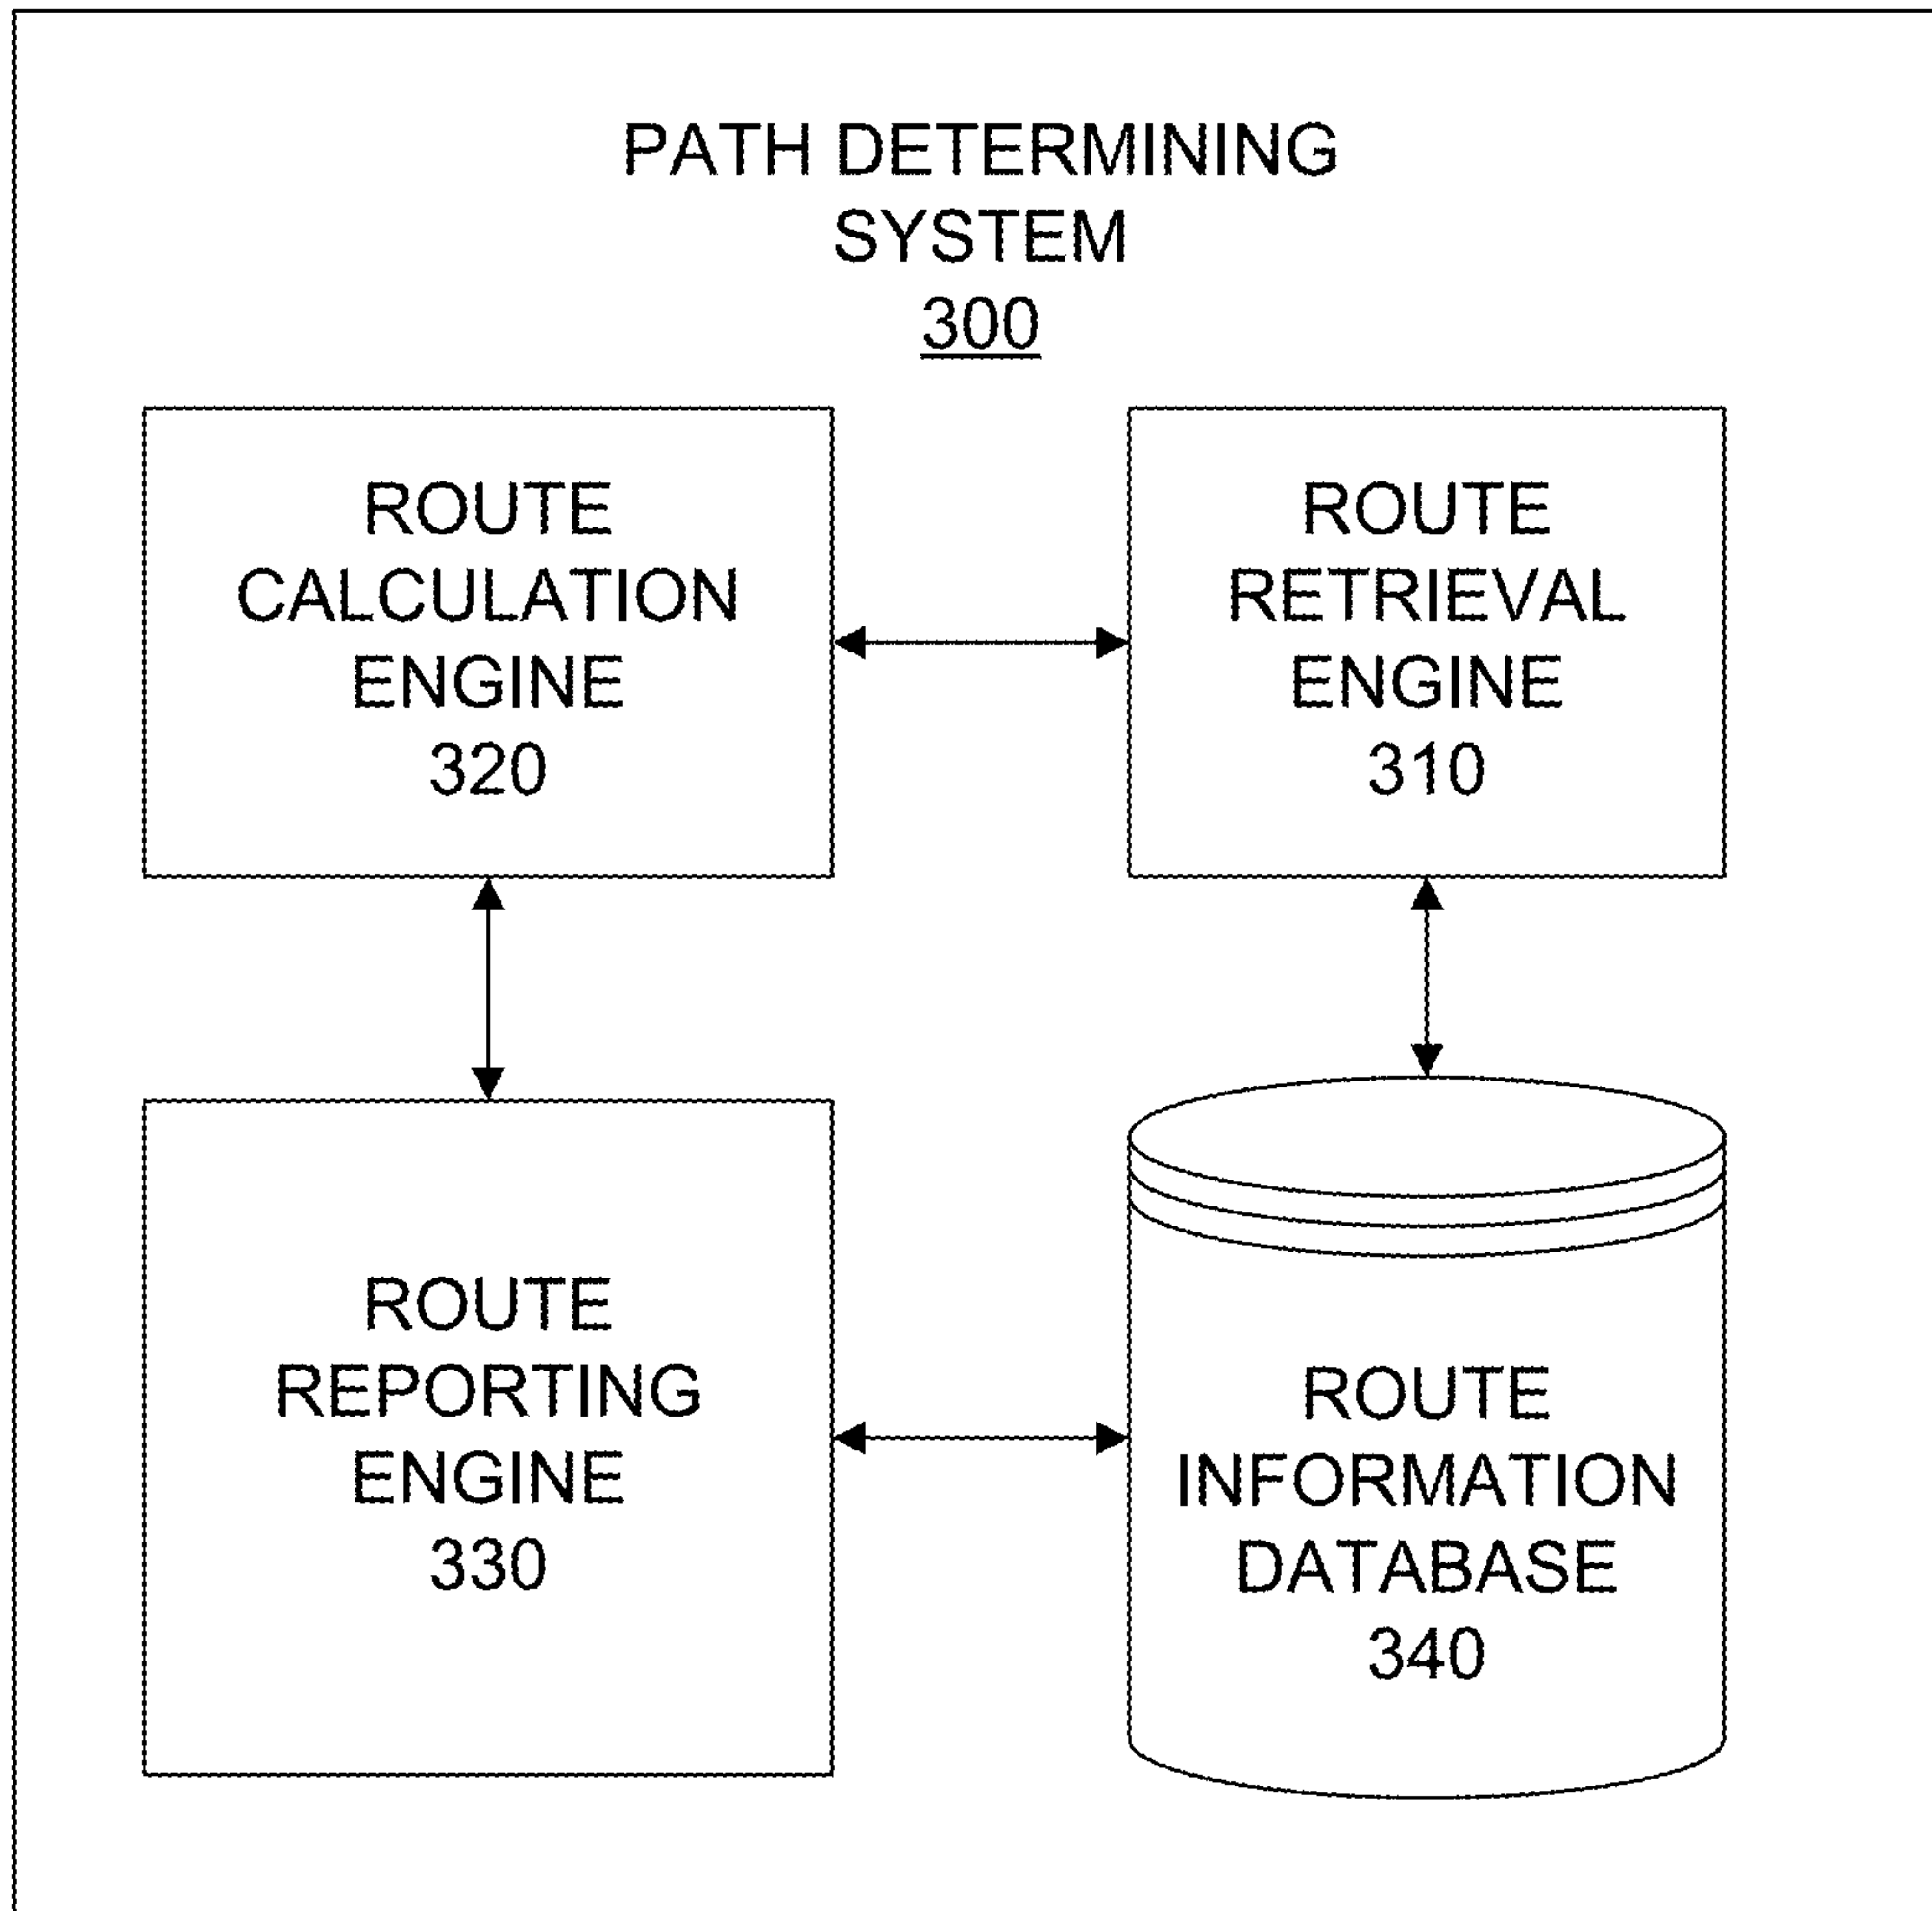 PATH DETERMINING
SYSTEM
300
ROUTE
CALCULATION
ENGINE
320
ROUTE
RETRIEVAL
ENGINE
310
ROUTE
REPORTING
ENGINE
330
ROUTE
INFORMATION
DATABASE
340